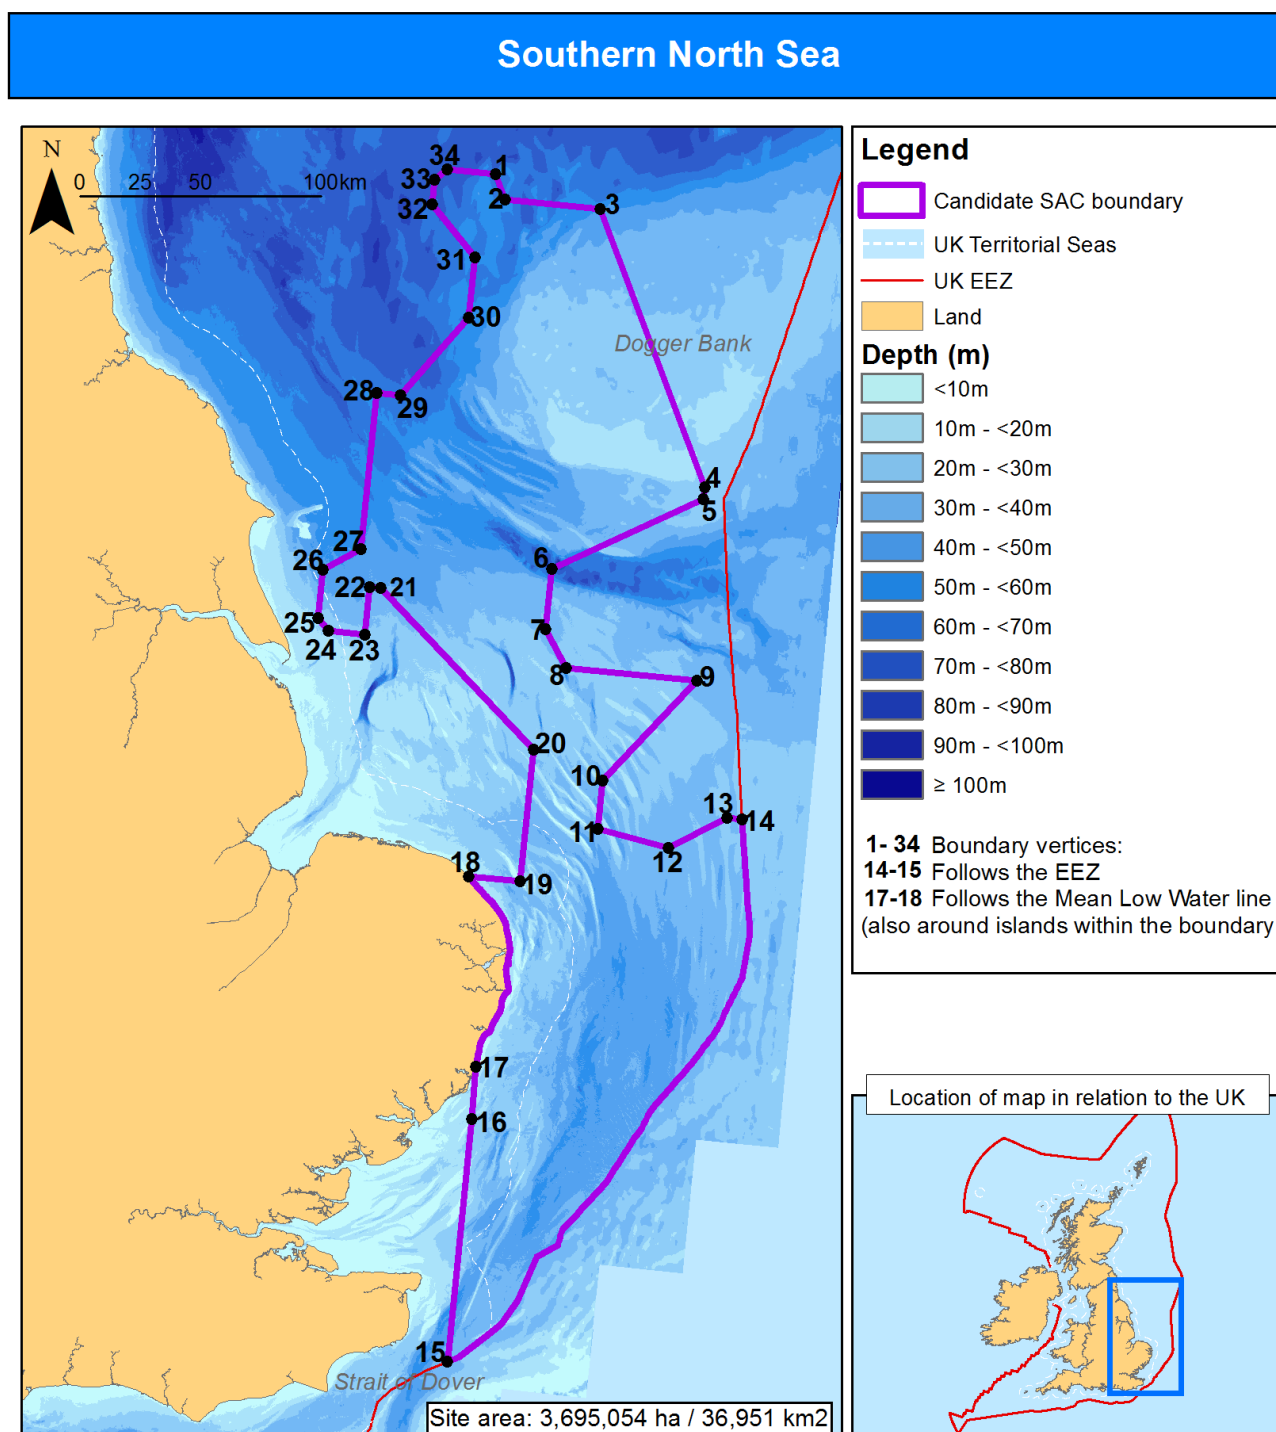 Southern North Sea
N
0 25 50 100km
34
1
33
2
3
32
31
30
Dogger Bank
28
29
4
5
27
26
6
22
21
25
7
24
23
8
9
20
10
13
14
11
12
18
19
17
16
15
Strait of Dover
Site area: 3,695,054 ha / 36,951 km2
Legend
Candidate SAC boundary
UK Territorial Seas
UK EEZ
Land
Depth (m)
<10m
10m - <20m
20m - <30m
30m - <40m
40m - <50m
50m - <60m
60m - <70m
70m - <80m
80m - <90m
90m - <100m
≥ 100m
1- 34 Boundary vertices:
14-15 Follows the EEZ
17-18 Follows the Mean Low Water line
(also around islands within the boundary
Location of map in relation to the UK